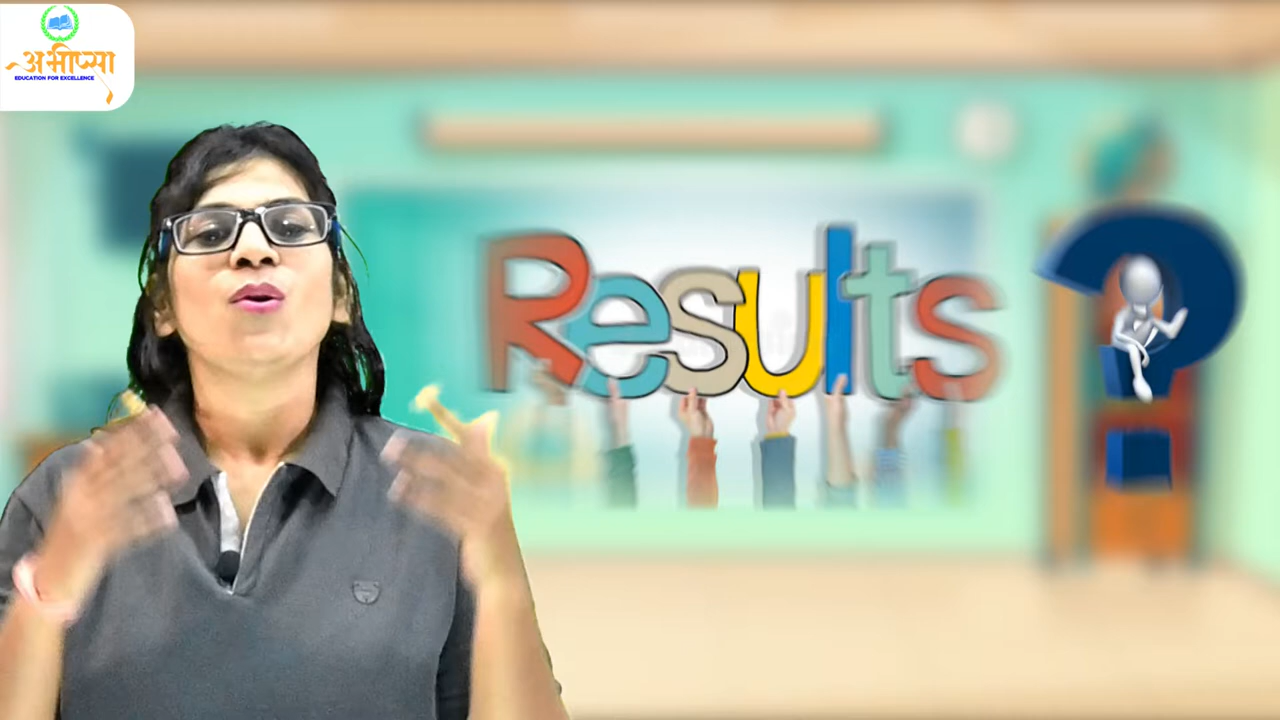 अभीप्सा
EDUCATION FOR EXCELLENCE
Results ?